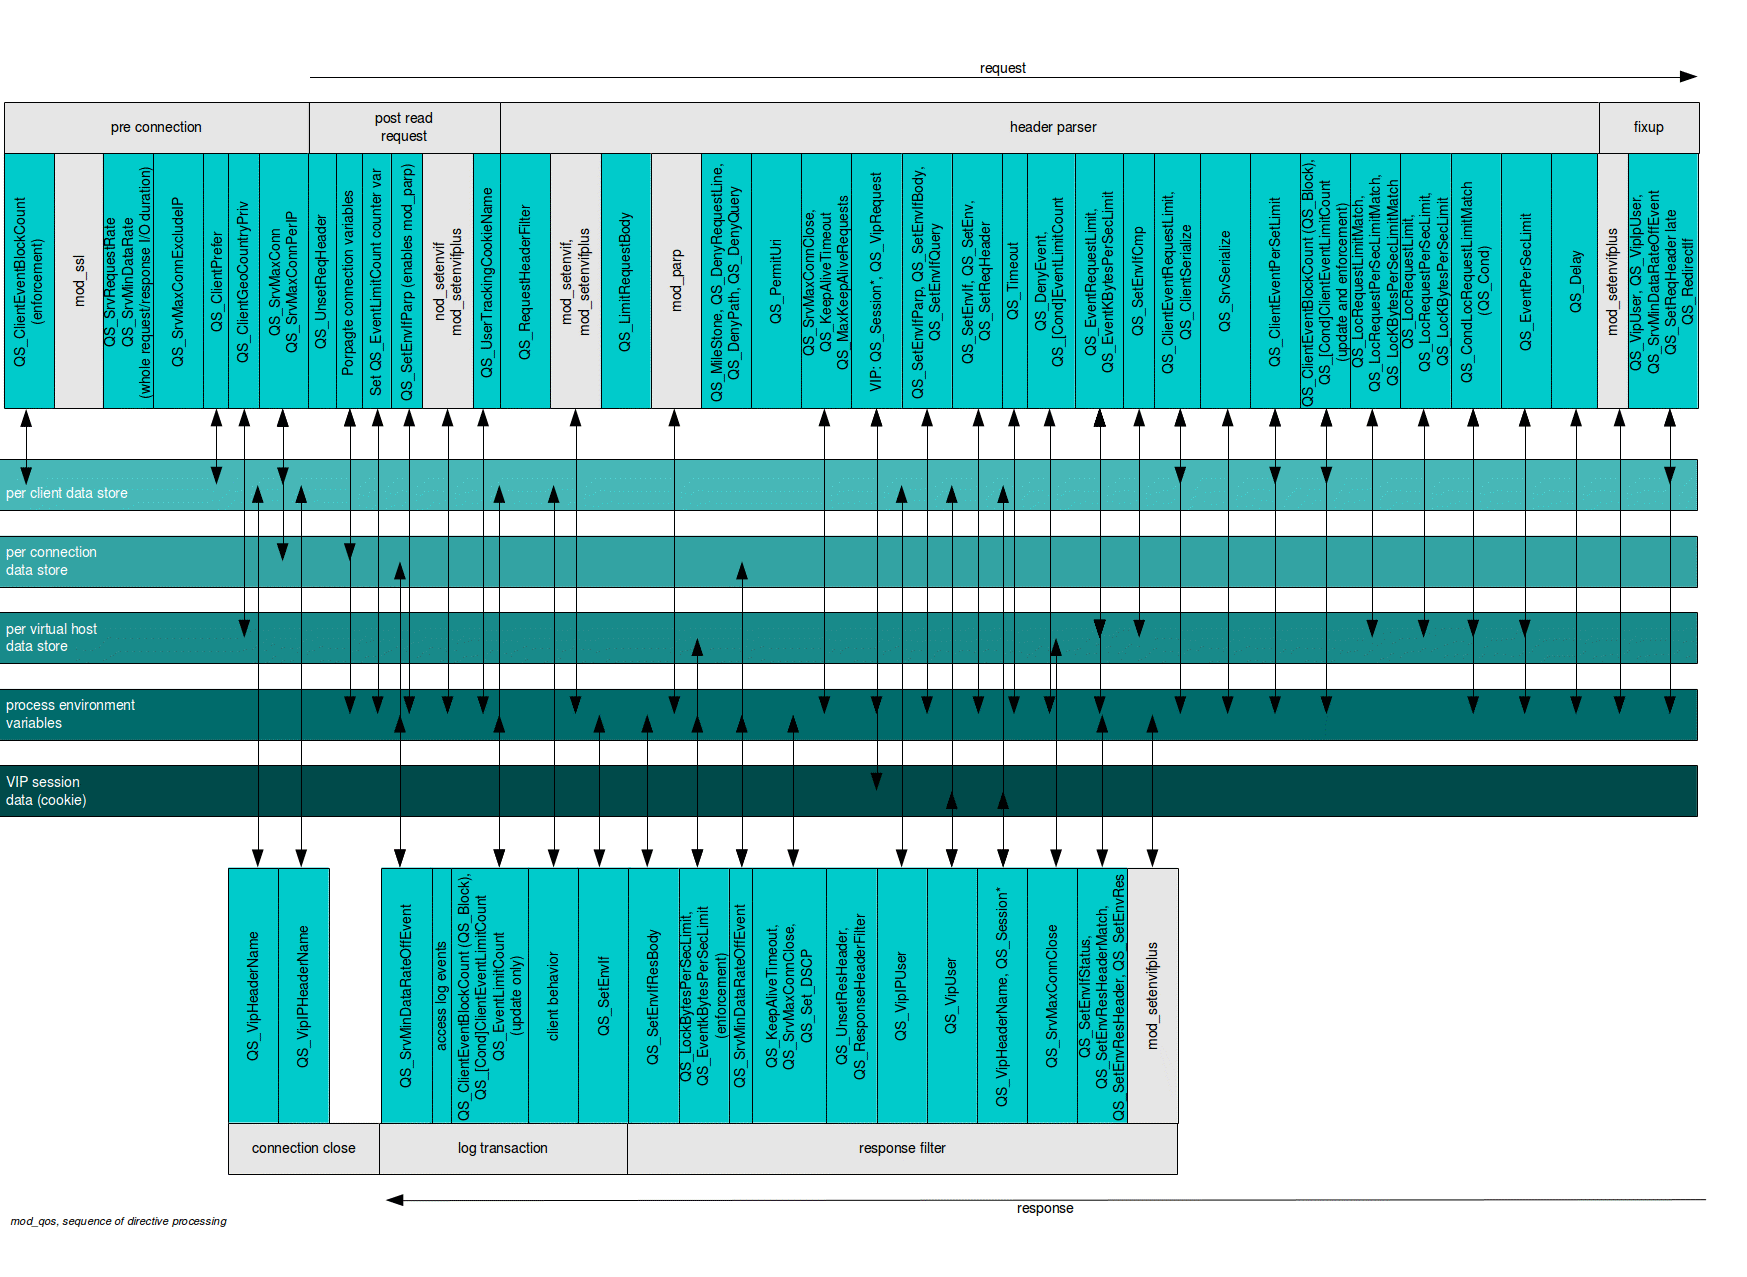 request
pre connection
post read
request
header parser
fixup
QS_ClientEventBlockCount
(enforcement)
mod_ssl
QS_SrvRequestRate
QS_SrvMinDataRate
(whole request/response I/O duration)
QS_SrvMaxConnExcludeIP
QS_ClientPrefer
QS_ClientGeoCountryPriv
QS_SrvMaxConn
QS_SrvMaxConnPerIP
QS_UnsetReqHeader
Porpagte connection variables
Set QS_EventLimitCount counter var
QS_SetEnvIfParp (enables mod_parp)
nod_setenvif
mod_setenvifplus
QS_UserTrackingCookieName
QS_RequestHeaderFilter
mod_setenvif,
mod_setenvifplus
QS_LimitRequestBody
mod_parp
QS_MileStone, QS_DenyRequestLine,
QS_DenyPath, QS_DenyQuery
QS_PermitUri
QS_SrvMaxConnClose,
QS_KeepAliveTimeout
QS_MaxKeepAliveRequests
VIP: QS_Session*, QS_VipRequest
QS_SetEnvIfParp, QS_SetEnvIfBody,
QS_SetEnvIfQuery
QS_SetEnvIf, QS_SetEnv,
QS_SetReqHeader
QS_Timeout
QS_DenyEvent,
QS_[Cond]EventLimitCount
QS_EventRequestLimit,
QS_EventKBytesPerSecLimit
QS_SetEnvIfCmp
QS_ClientEventRequestLimit,
QS_ClientSerialize
QS_SrvSerialize
QS_ClientEventPerSetLimit
QS_ClientEventBlockCount (QS_Block),
QS_[Cond]ClientEventLimitCount
(update and enforcement)
QS_LocRequestLimitMatch,
QS_LocRequestPerSecLimitMatch,
QS_LocKBytesPerSecLimitMatch
QS_LocRequestLimit,
QS_LocRequestPerSecLimit,
QS_LocKBytesPerSecLimit
QS_CondLocRequestLimitMatch
(QS_Cond)
QS_EventPerSecLimit
QS_Delay
mod_setenvifplus
QS_VipUser, QS_VipIpUser,
QS_SrvMinDataRateOffEvent
QS_SetReqHeader late
QS_RedirectIf
per client data store
per connection
data store
per virtual host
data store
process environment
variables
VIP session
data (cookie)
QS_VipHeaderName
QS_VipIPHeaderName
QS_SrvMinDataRateOffEvent
access log events
QS_ClientEventBlockCount (QS_Block),
QS_[Cond]ClientEventLimitCount
QS_EventLimitCount
(update only)
client behavior
QS_SetEnvIf
QS_SetEnvIfResBody
QS_LockBytesPerSecLimit,
QS_EventkBytesPerSecLimit
(enforcement)
QS_SrvMinDataRateOffEvent
QS_KeepAliveTimeout,
QS_SrvMaxConnClose,
QS_Set_DSCP
QS_UnsetResHeader,
QS_ResponseHeaderFilter
QS_VipIPUser
QS_VipUser
QS_VipHeaderName, QS_Session*
QS_SrvMaxConnClose
QS_SetEnvIfStatus,
QS_SetEnvResHeaderMatch,
QS_SetEnvResHeader, QS_SetEnvRes
mod_setenvifplus
connection close
log transaction
response filter
response
mod_qos, sequence of directive processing